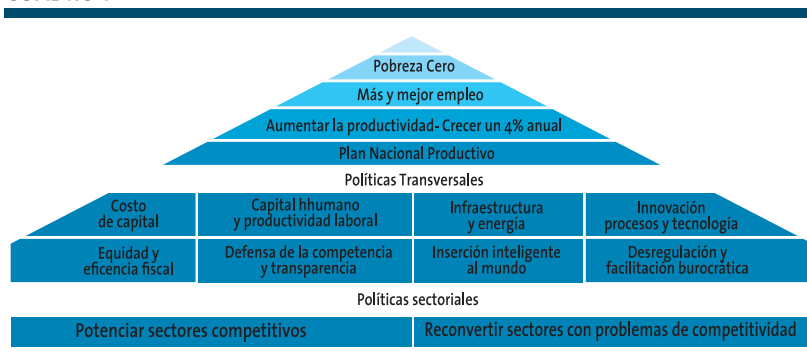 Pobreza Cero
Más y mejor empleo
Aumentar la productividad- Crecer un 4% anual
Plan Nacional Productivo
Políticas Transversales
Costo
de capital
Capital hhumano
y productividad laboral
Infraestructura
y energía
Innovación
procesos y tecnología
Equidad y
eficencia fiscal
Defensa de la competencia
y transparencia
Inserción inteligente
al mundo
Desregulación y
facilitación burocrática
Políticas sectoriales
Potenciar sectores competitivos
Reconvertir sectores con problemas de competitividad